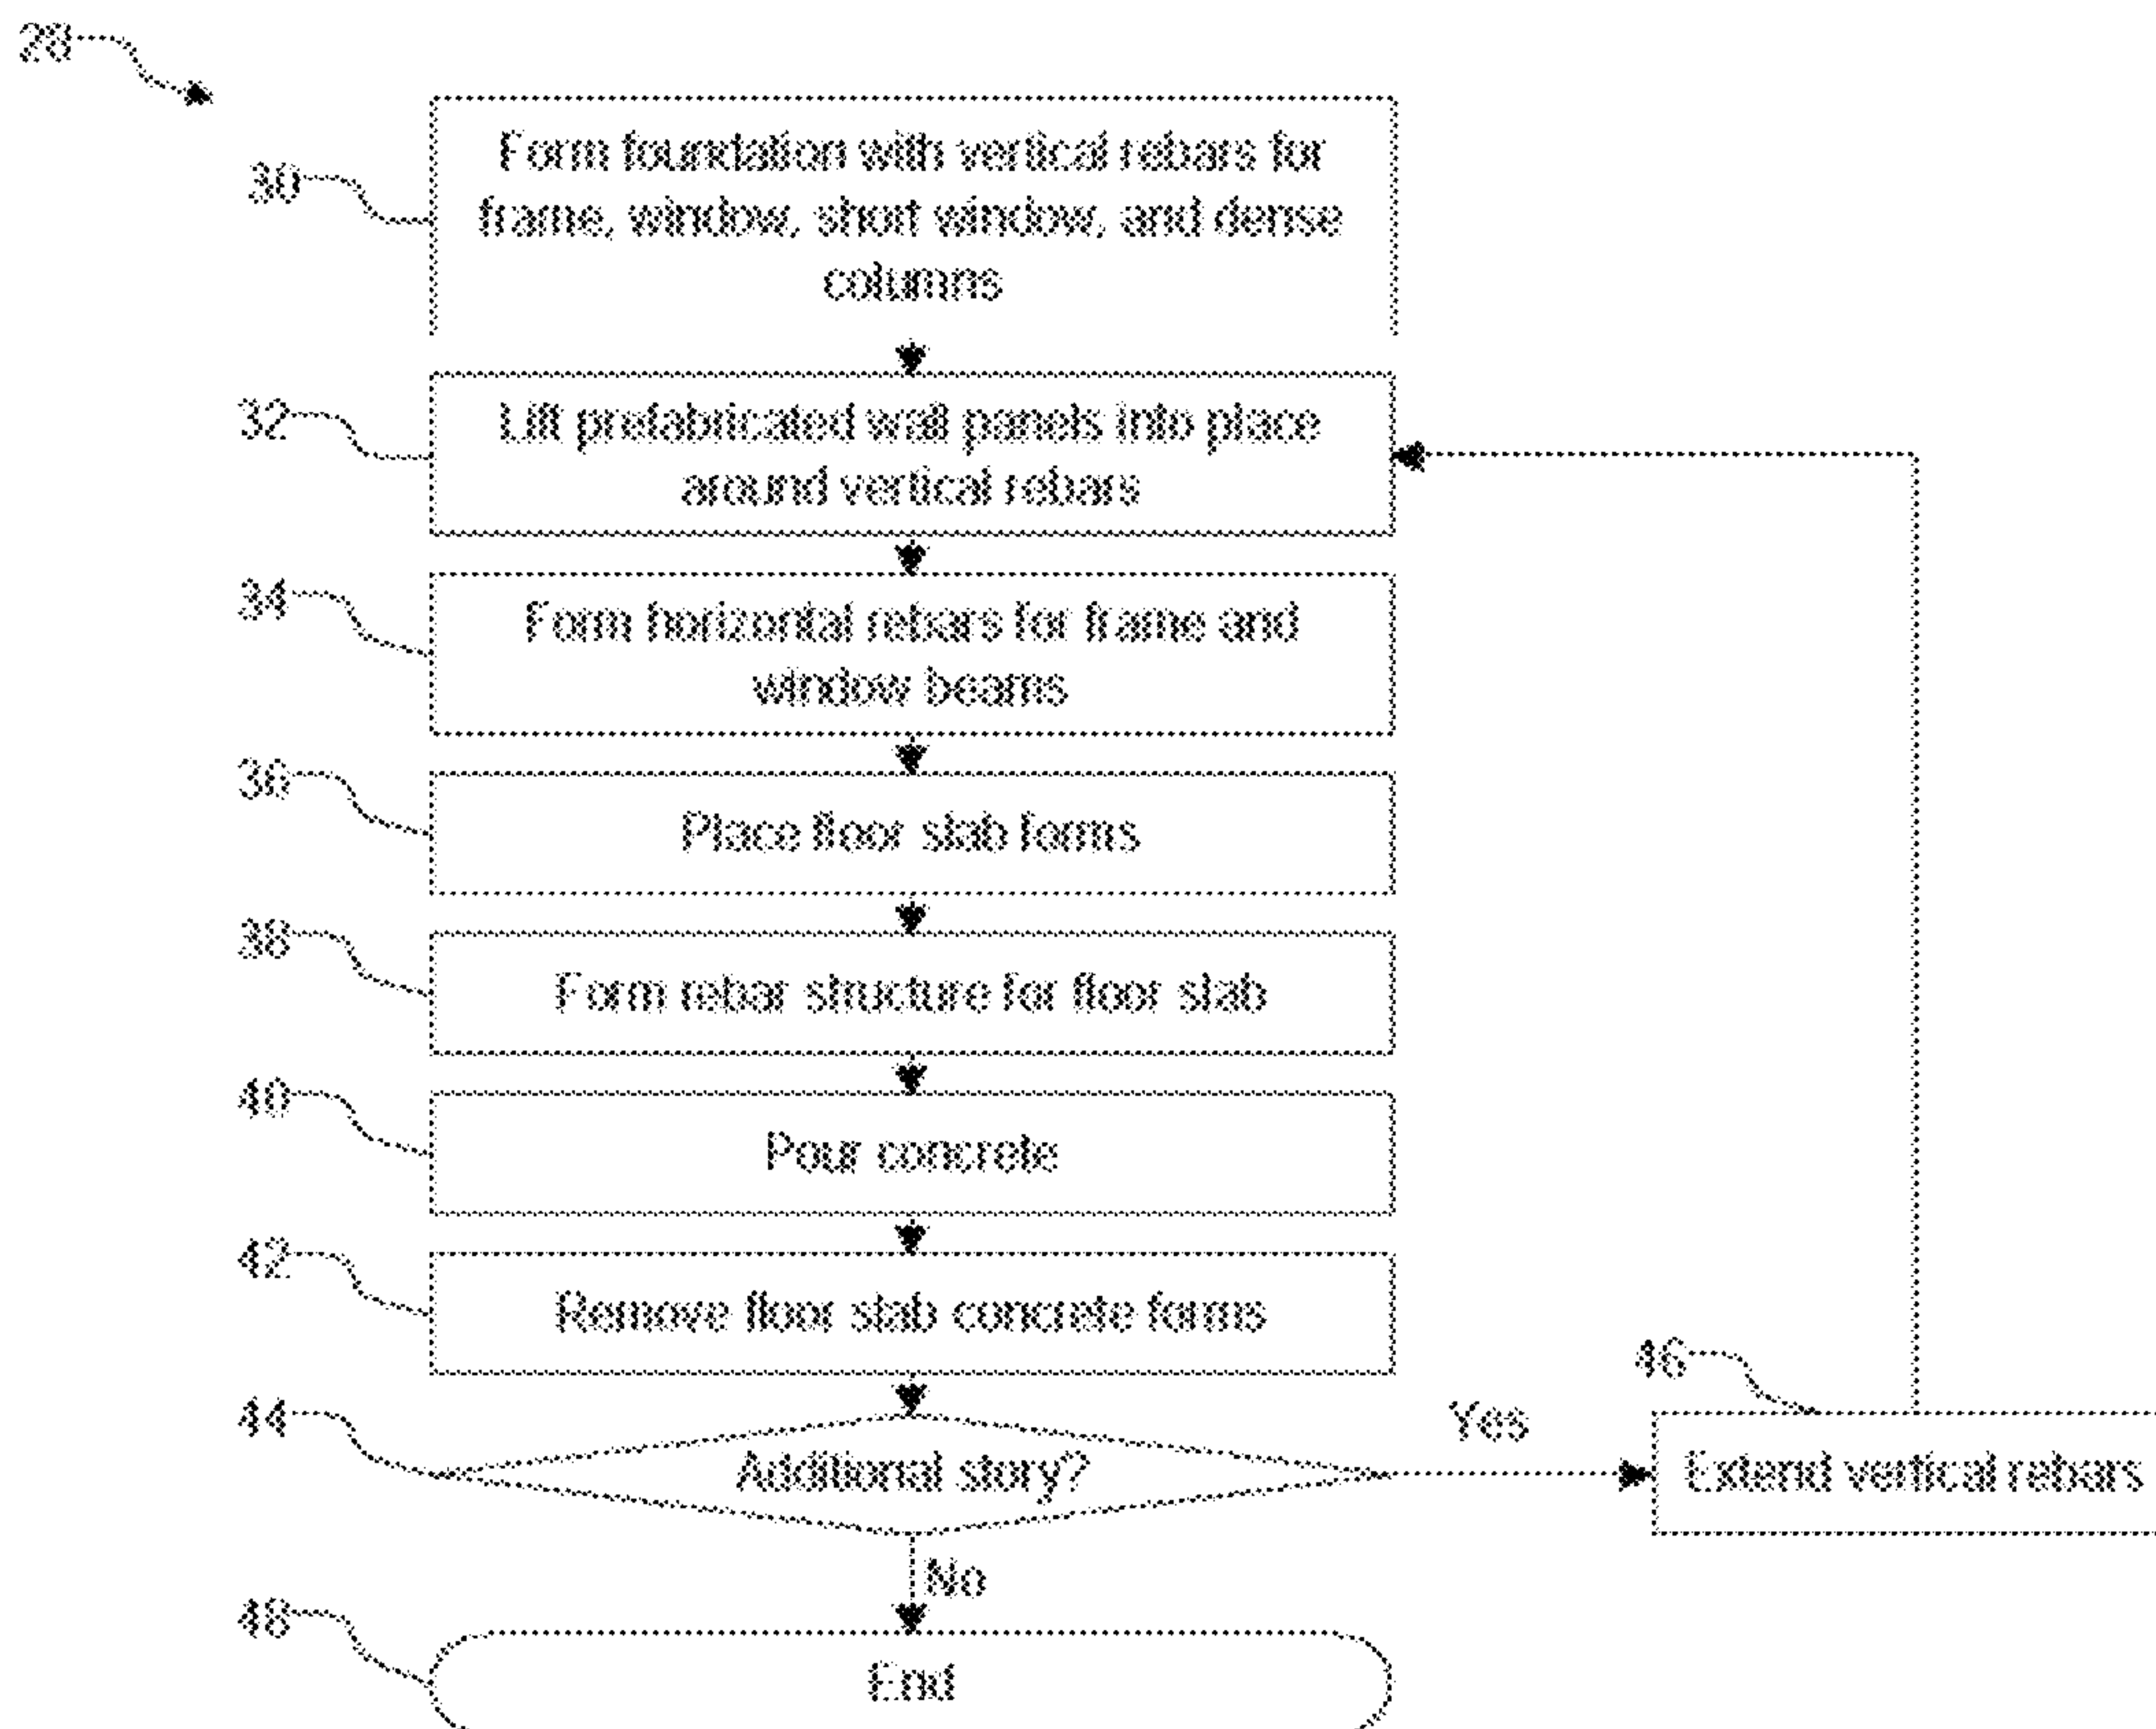 28
30
Form foundation with vertical rebars for
frame, window, short window, and dense
columns
32
Lift prefabricated wall panels into place
around vertical rebars
34
Form horizontal rebars for frame and
window beams
36
Place floor slab forms
38
Form rebar structure for floor slab
40
Pour concrete
42
Remove floor slab concrete forms
44
Additional story?
Yes
46
Extend vertical rebars
No
48
End